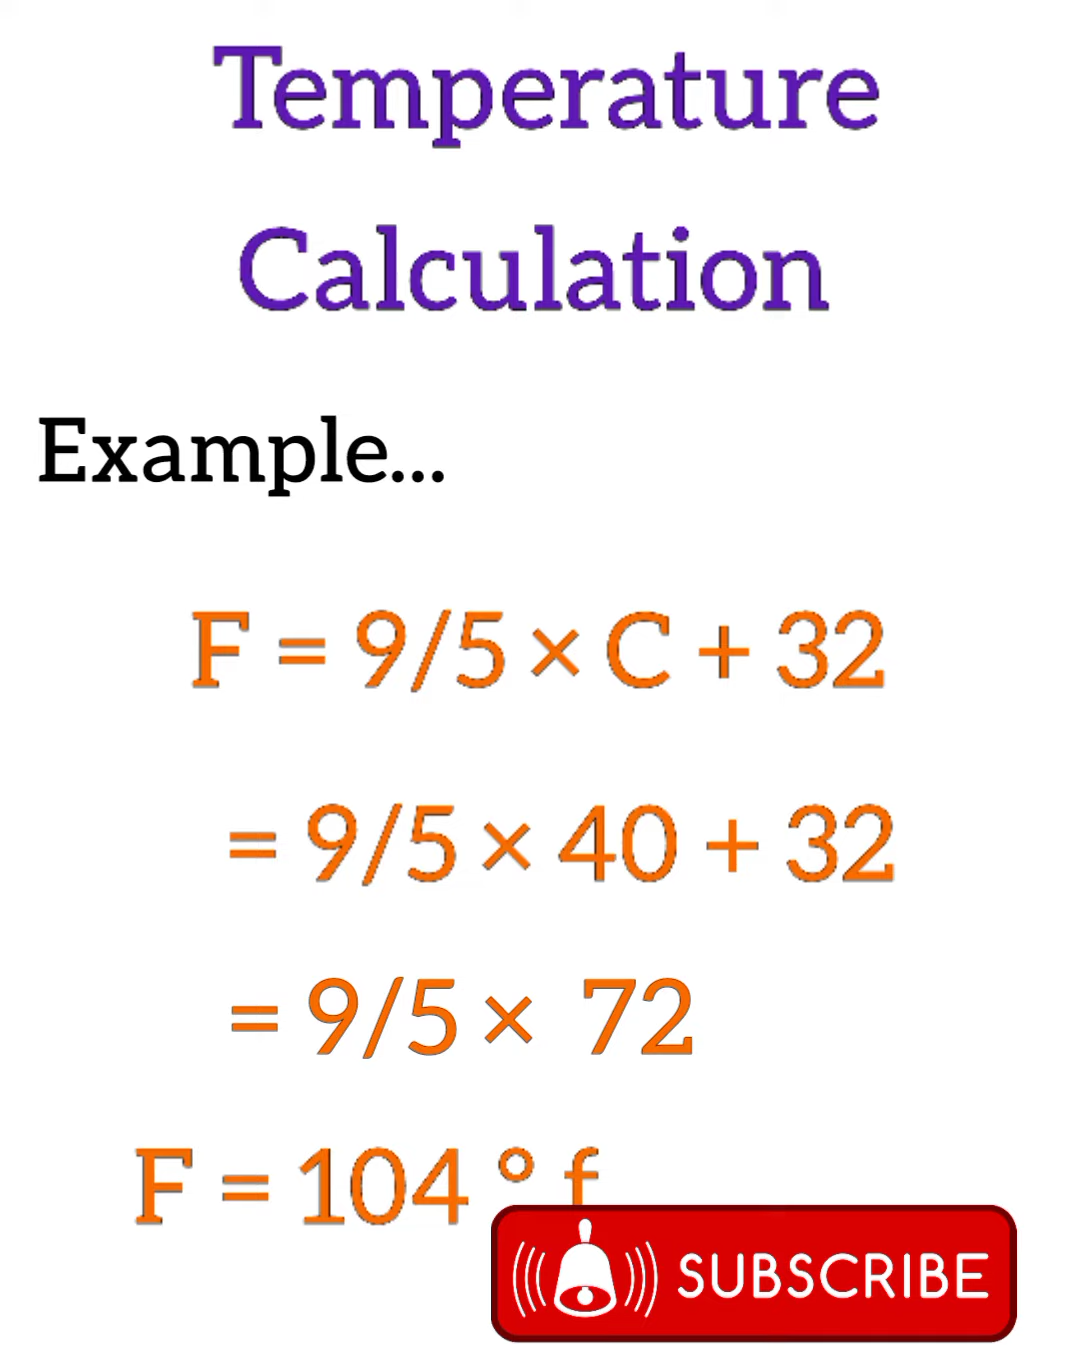 Temperature
Calculation
Example...
F = 9/5 × C + 32
= 9/5 × 40 + 32
= 9/5 × 72
F = 104 ° f
SUBSCRIBE